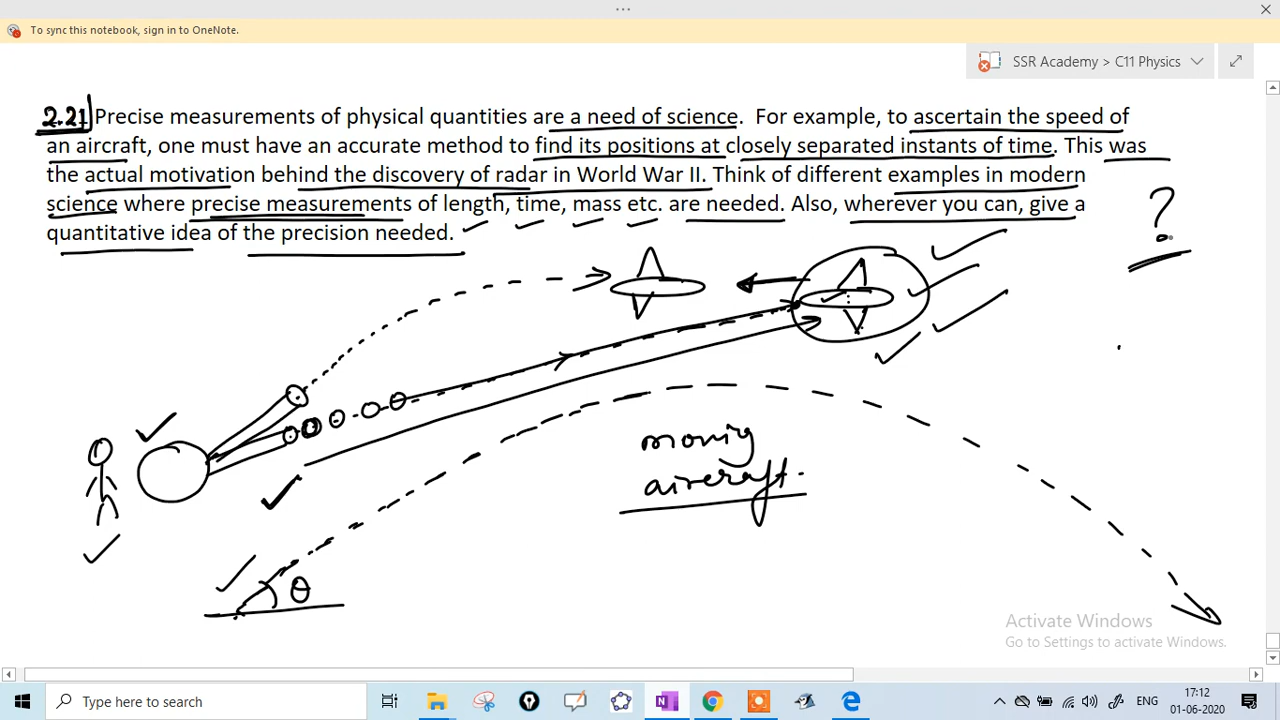 To sync this notebook, sign in to OneNote.
SSR Academy > C11 Physics
2.21 Precise measurements of physical quantities are a need of science. For example, to ascertain the speed of
an aircraft, one must have an accurate method to find its positions at closely separated instants of time. This was
the actual motivation behind the discovery of radar in World War II. Think of different examples in modern
science where precise measurements of length, time, mass etc. are needed. Also, wherever you can, give a
quantitative idea of the precision needed.
?
moving
aircraft.
θ
Activate Windows
Go to Settings to activate Windows.
Type here to search
ENG
17:12
01-06-2020